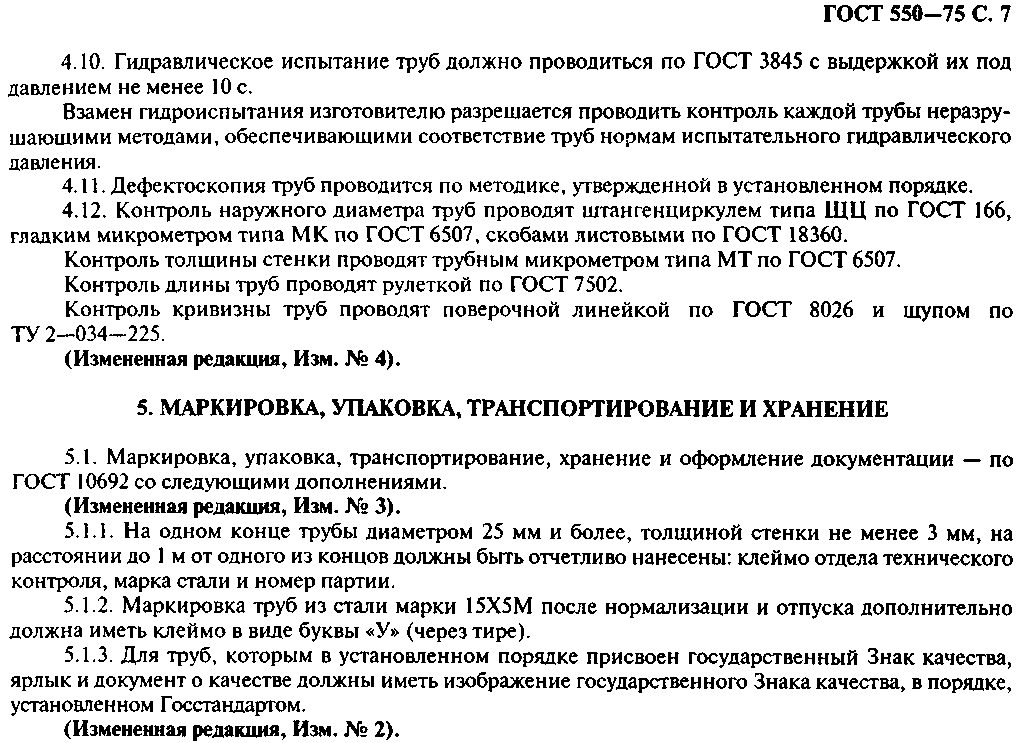 ГОСТ 550—75 С. 7
4.10. Гидравлическое испытание труб должно проводиться по ГОСТ 3845 с выдержкой их под
давлением не менее 10 с.
Взамен гидроиспытания изготовителю разрешается проводить контроль каждой трубы неразру-
шающими методами, обеспечивающими соответствие труб нормам испытательного гидравлического
давления.
4.11. Дефектоскопия труб проводится по методике, утвержденной в установленном порядке.
4.12. Контроль наружного диаметра труб проводят штангенциркулем типа ШЦ по ГОСТ 166,
гладким микрометром типа МК по ГОСТ 6507, скобами листовыми по ГОСТ 18360.
Контроль толщины стенки проводят трубным микрометром типа МТ по ГОСТ 6507.
Контроль длины труб проводят рулеткой по ГОСТ 7502.
Контроль кривизны труб проводят поверочной линейкой по ГОСТ 8026 и щупом по
ТУ 2—034—225.
(Измененная редакция, Изм. № 4).
5. МАРКИРОВКА, УПАКОВКА, ТРАНСПОРТИРОВАНИЕ И ХРАНЕНИЕ
5.1. Маркировка, упаковка, транспортирование, хранение и оформление документации — по
ГОСТ 10692 со следующими дополнениями.
(Измененная редакция, Изм. № 3).
5.1.1. На одном конце трубы диаметром 25 мм и более, толщиной стенки не менее 3 мм, на
расстоянии до 1 м от одного из концов должны быть отчетливо нанесены: клеймо отдела технического
контроля, марка стали и номер партии.
5.1.2. Маркировка труб из стали марки 15Х5М после нормализации и отпуска дополнительно
должна иметь клеймо в виде буквы «У» (через тире).
5.1.3. Для труб, которым в установленном порядке присвоен государственный Знак качества,
ярлык и документ о качестве должны иметь изображение государственного Знака качества, в порядке,
установленном Госстандартом.
(Измененная редакция, Изм. № 2).